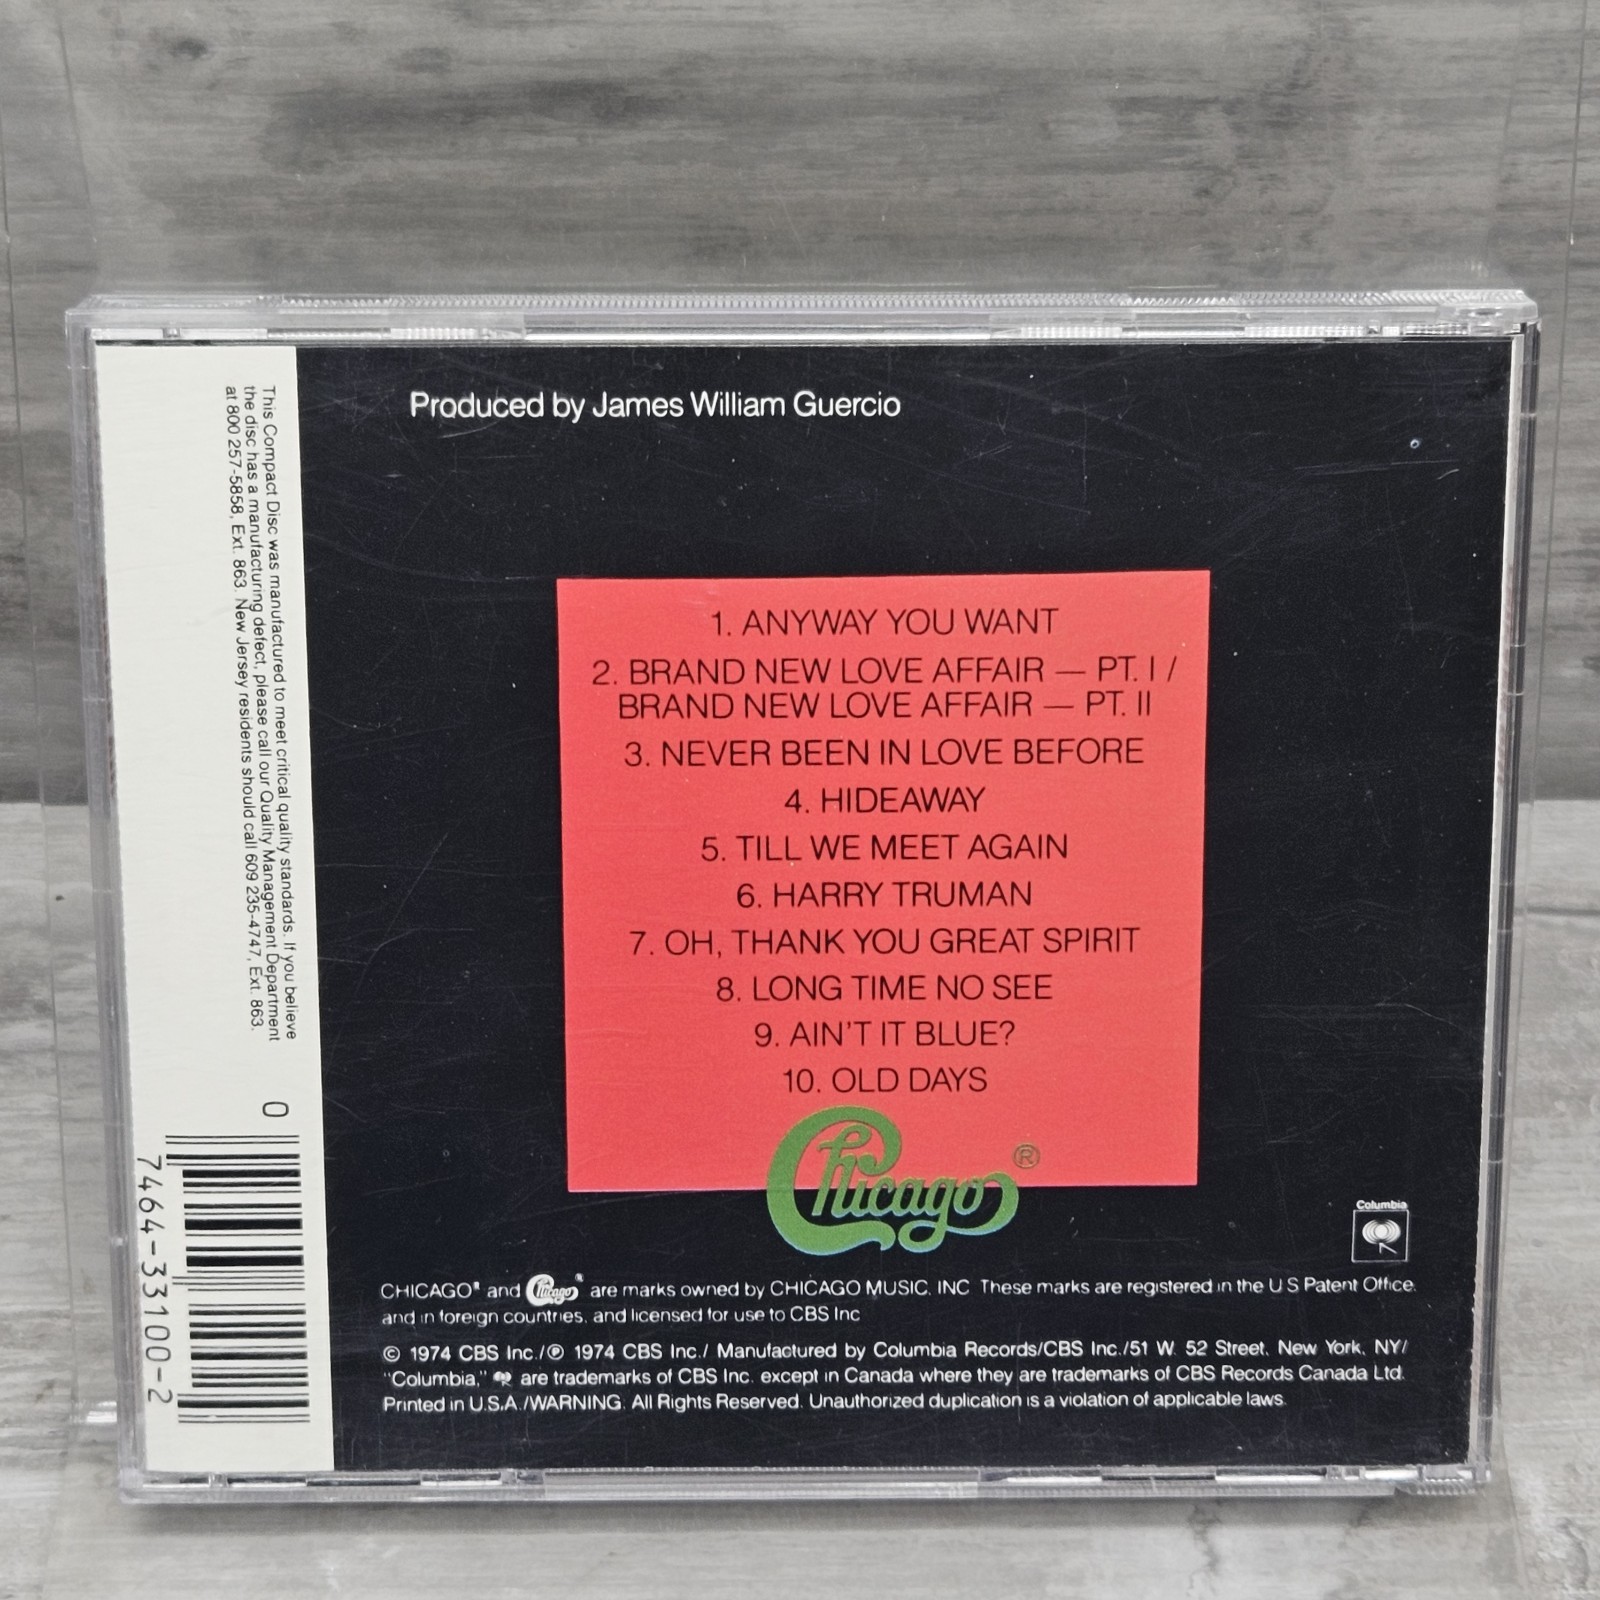 Produced by James William Guercio
1. ANYWAY YOU WANT
2. BRAND NEW LOVE AFFAIR — PT. I /
BRAND NEW LOVE AFFAIR — PT. II
3. NEVER BEEN IN LOVE BEFORE
4. HIDEAWAY
5. TILL WE MEET AGAIN
6. HARRY TRUMAN
7. OH, THANK YOU GREAT SPIRIT
8. LONG TIME NO SEE
9. AIN'T IT BLUE?
10. OLD DAYS
Chicago ®
Columbia
CHICAGO® and Chicago® are marks owned by CHICAGO MUSIC, INC These marks are registered in the U S Patent Office.
and in foreign countries, and licensed for use to CBS Inc
© 1974 CBS Inc./℗ 1974 CBS Inc./ Manufactured by Columbia Records/CBS Inc./51 W. 52 Street, New York, NY/
"Columbia," are trademarks of CBS Inc. except in Canada where they are trademarks of CBS Records Canada Ltd.
Printed in U.S.A./WARNING: All Rights Reserved. Unauthorized duplication is a violation of applicable laws.
This Compact Disc was manufactured to meet critical quality standards. If you believe
the disc has a manufacturing defect, please call our Quality Management Department
at 800 257-5858, Ext. 863. New Jersey residents should call 609 235-4747, Ext. 863.
0
7464-33100-2